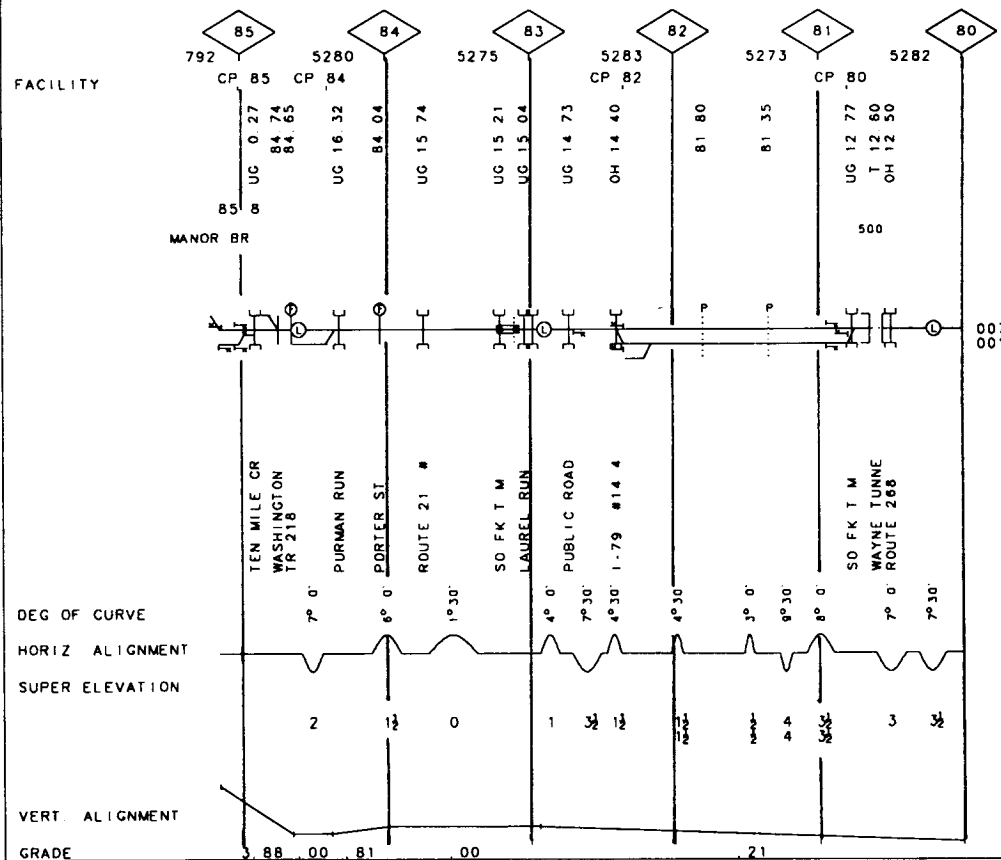 85 84 83 82 81 80
792 5280 5275 5283 5273 5282
FACILITY
CP 85 CP 84 CP 82 CP 80
UG 0.27
84.74
84.65
UG 16.32
84.04
UG 15 74
UG 15 21
UG 15 04
UG 14 73
OH 14 40
81 80
81 35
UG 12 77
T 12 60
OH 12 50
85 8
MANOR BR
500
F F
L L P P L
TEN MILE CR
WASHINGTON
TR 218
PURMAN RUN
PORTER ST
ROUTE 21 #
SO FK T M
LAUREL RUN
PUBLIC ROAD
I-79 #14 4
SO FK T M
WAYNE TUNNE
ROUTE 268
DEG OF CURVE
7° 0' 6° 0' 1° 30' 4° 0' 7° 30' 4° 30' 4° 30' 3° 0' 9° 30' 8° 0' 7° 0' 7° 30'
HORIZ ALIGNMENT
SUPER ELEVATION
2 1½ 0 1 3½ 1½ 1½ ½ 4 3½ 3 3½
1½ ½ 4 3½
VERT. ALIGNMENT
GRADE
3.88 .00 .81 .00 .21